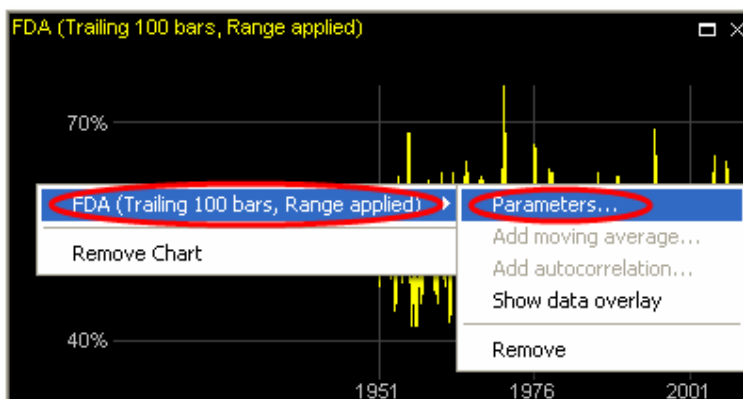 FDA (Trailing 100 bars, Range applied)
70%
FDA (Trailing 100 bars, Range applied)
Parameters...
Add moving average...
Remove Chart
Add autocorrelation...
Show data overlay
40%
Remove
1951 1976 2001